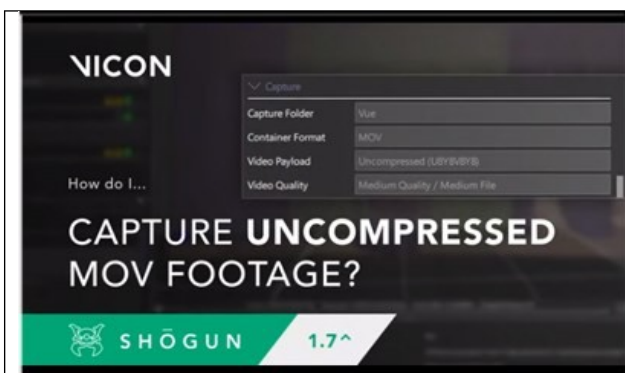 VICON
Capture
Capture Folder Vue
Container Format MOV
Video Payload Uncompressed (U8Y8V8Y8)
Video Quality Medium Quality / Medium File
How do I...
CAPTURE UNCOMPRESSED
MOV FOOTAGE?
SHŌGUN 1.7^